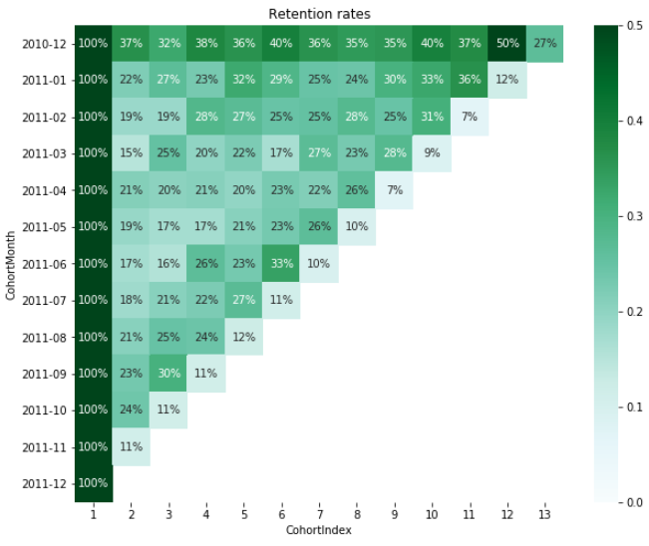 Retention rates
CohortMonth
2010-12 100% 37% 32% 38% 36% 40% 36% 35% 35% 40% 37% 50% 27%
2011-01 100% 22% 27% 23% 32% 29% 25% 24% 30% 33% 36% 12%
2011-02 100% 19% 19% 28% 27% 25% 25% 28% 25% 31% 7%
2011-03 100% 15% 25% 20% 22% 17% 27% 23% 28% 9%
2011-04 100% 21% 20% 21% 20% 23% 22% 26% 7%
2011-05 100% 19% 17% 17% 21% 23% 26% 10%
2011-06 100% 17% 16% 26% 23% 33% 10%
2011-07 100% 18% 21% 22% 27% 11%
2011-08 100% 21% 25% 24% 12%
2011-09 100% 23% 30% 11%
2011-10 100% 24% 11%
2011-11 100% 11%
2011-12 100%
1 2 3 4 5 6 7 8 9 10 11 12 13
CohortIndex
0.5
0.4
0.3
0.2
0.1
0.0